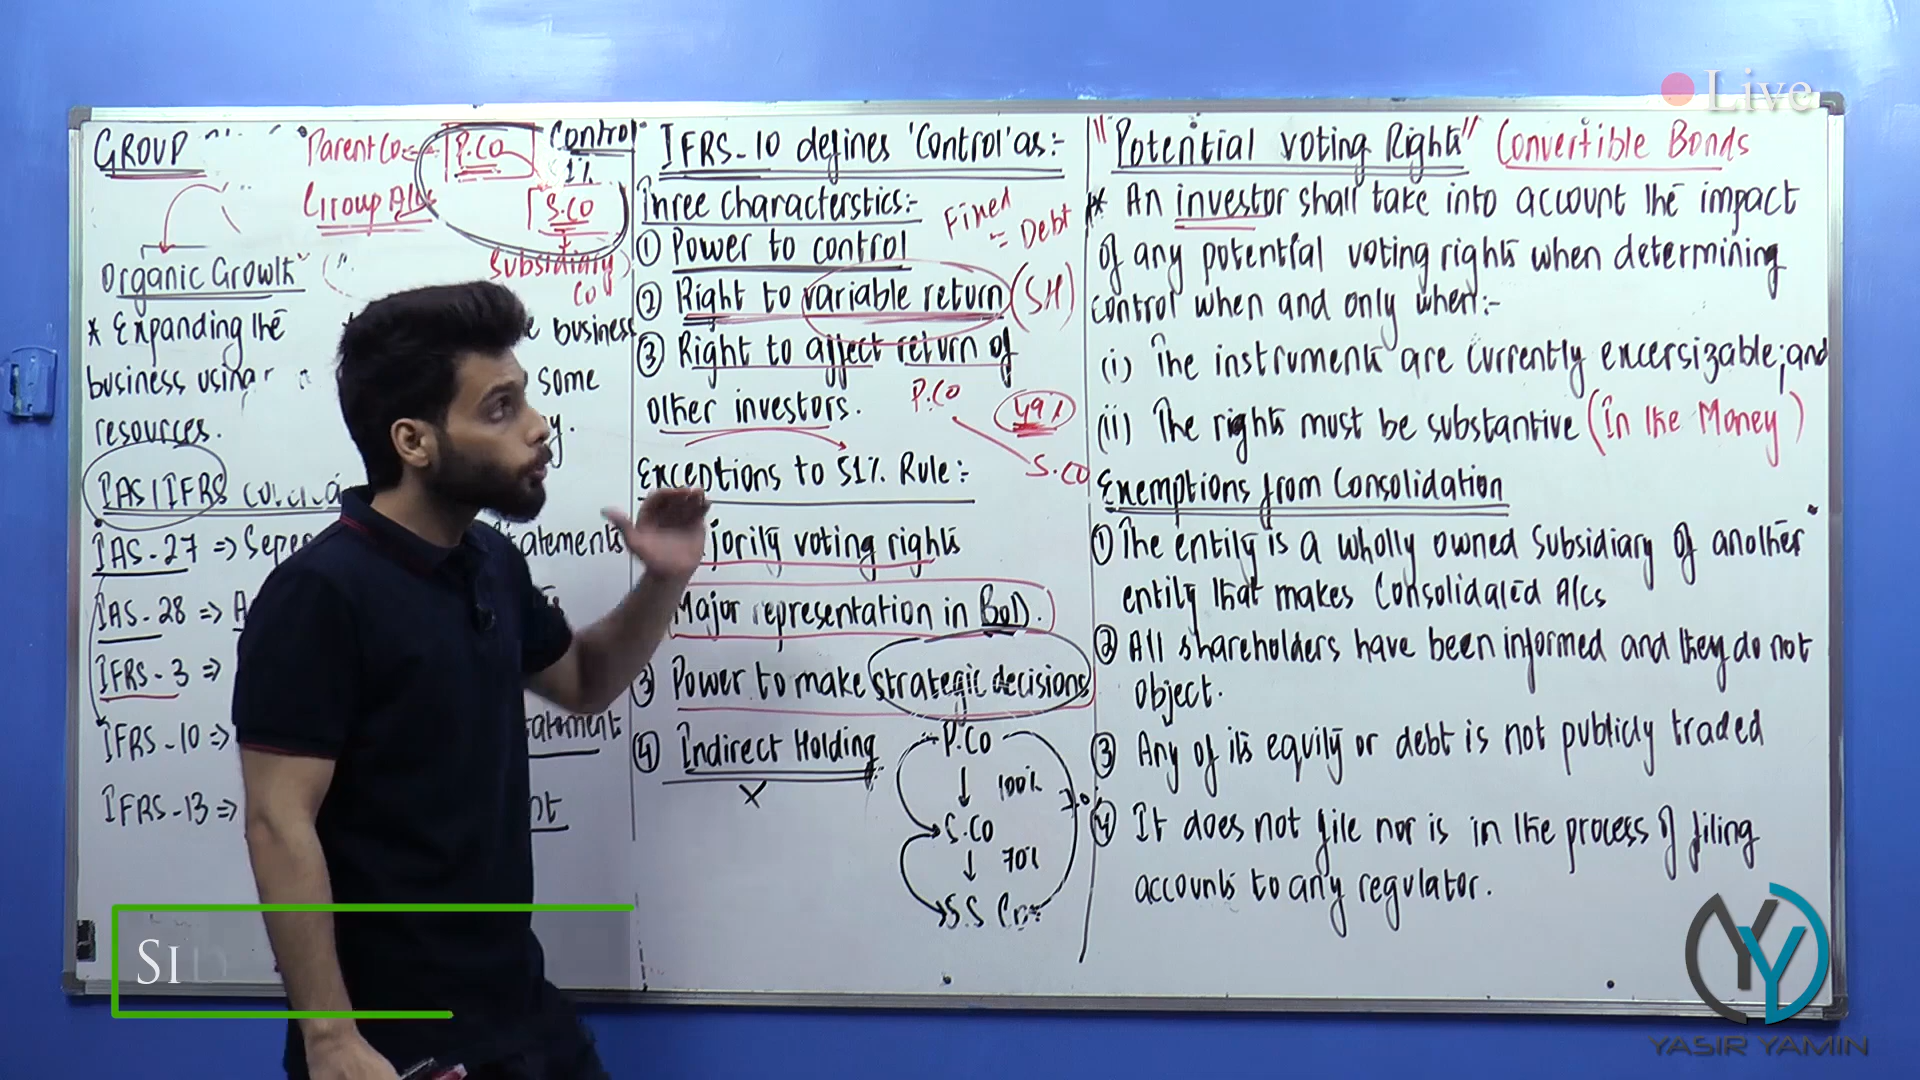 GROUP
"Parent Co
P.CO
Control
51%
Group A/cs
S.CO
Subsidiary
Co
Organic Growth
* Expanding the
business using
resources.
business
some
IAS/IFRS
IAS-27 =>
statements
IAS-28 =>
IFRS-3 =>
IFRS-10 =>
IFRS-13 =>
IFRS-10 defines 'Control' as:-
Three Characterstics:-
① Power to control
② Right to variable return (SH)
Fixed
= Debt
③ Right to affect return of
other investors.
P.CO
49%
S.CO
Exceptions to 51% Rule:-
voting rights
Major representation in BoD.
③ Power to make strategic decisions
④ Indirect Holding
X
P.CO
100%
S.CO
70%
S.S Co
"Potential Voting Rights" Convertible Bonds
* An investor shall take into account the impact
of any potential voting rights when determining
control when and only when:-
(i) The instruments are currently excersizable; and
(ii) The rights must be substantive (In the Money)
Exemptions from Consolidation
① The entity is a wholly owned Subsidiary of another
entity that makes Consolidated A/cs
② All shareholders have been informed and they do not
object.
③ Any of its equity or debt is not publicly traded
④ It does not file nor is in the process of filing
accounts to any regulator.
Live
YASIR YAMIN